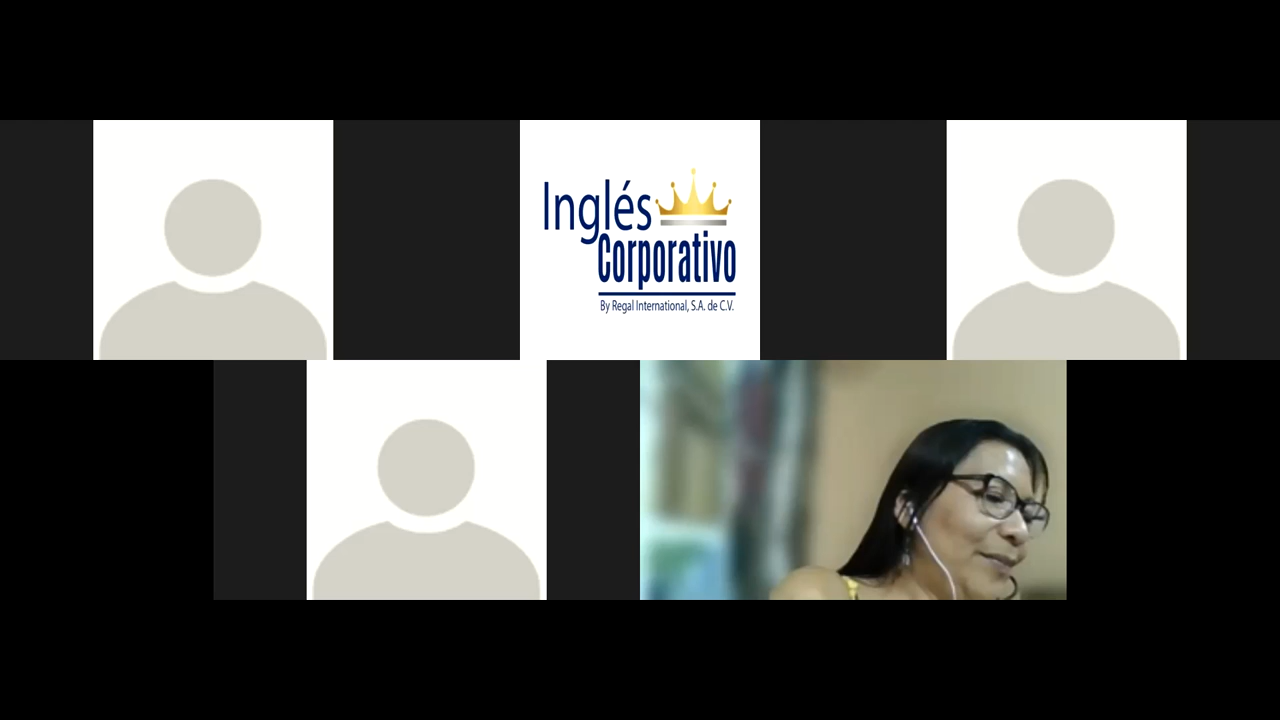 Inglés
Corporativo
By Regal International, S.A. de C.V.